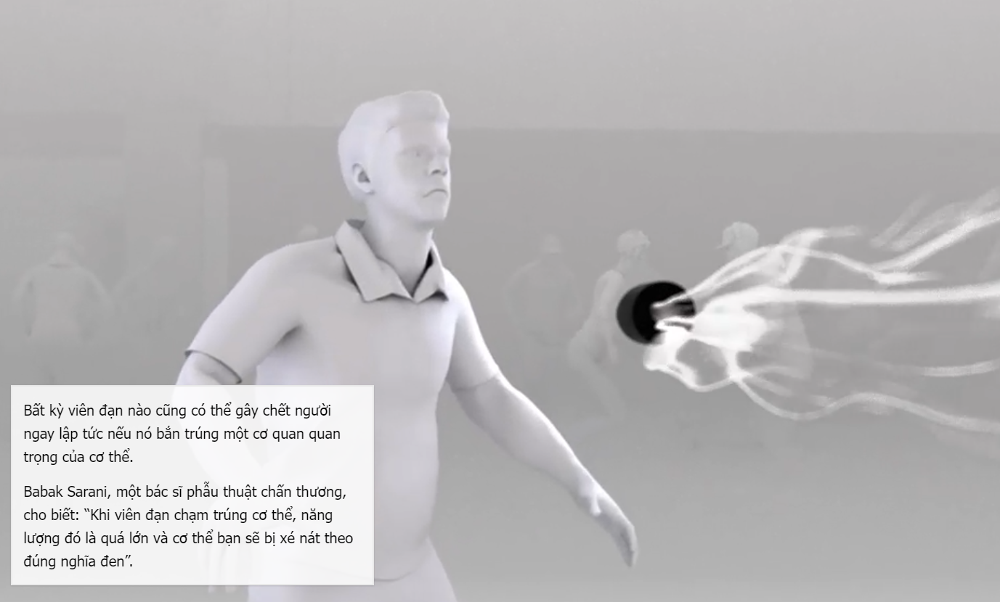 Bất kỳ viên đạn nào cũng có thể gây chết người
ngay lập tức nếu nó bắn trúng một cơ quan quan
trọng của cơ thể.
Babak Sarani, một bác sĩ phẫu thuật chấn thương,
cho biết: “Khi viên đạn chạm trúng cơ thể, năng
lượng đó là quá lớn và cơ thể bạn sẽ bị xé nát theo
đúng nghĩa đen”.